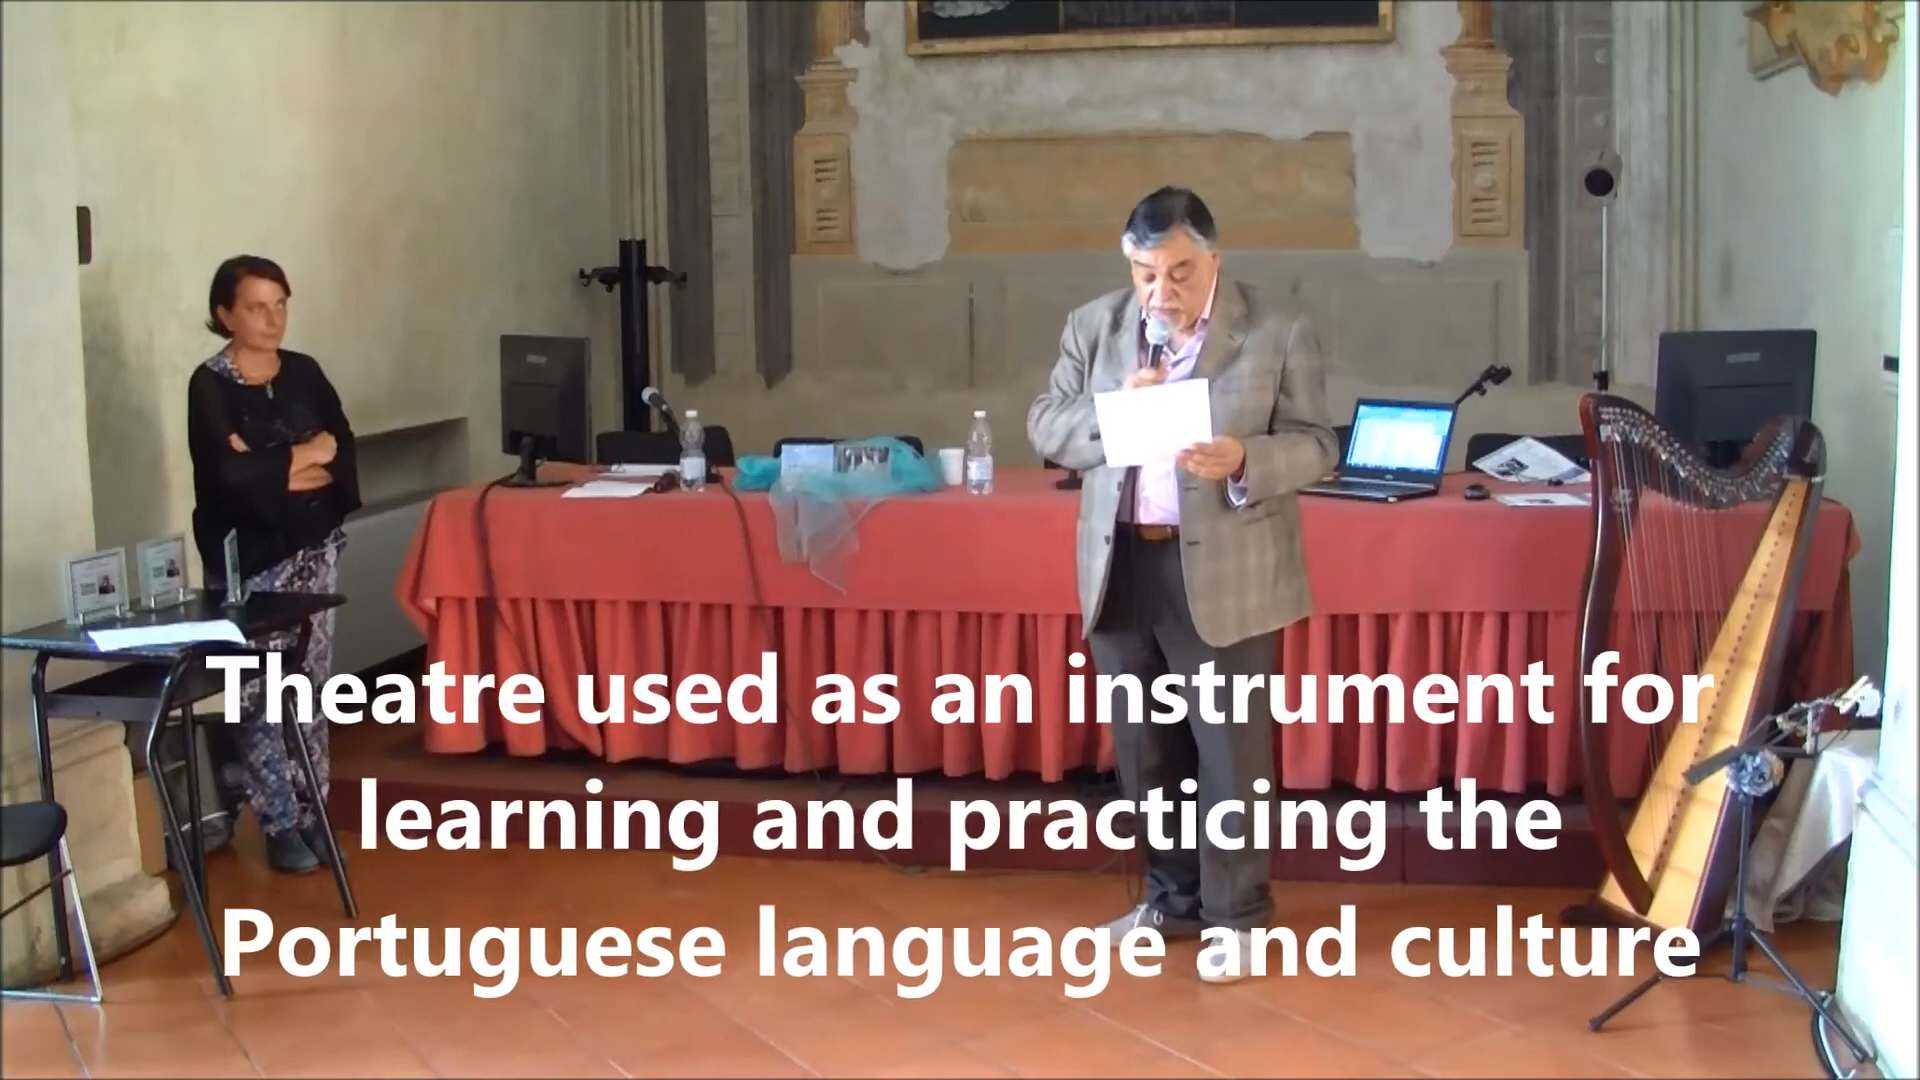 Theatre used as an instrument for
learning and practicing the
Portuguese language and culture